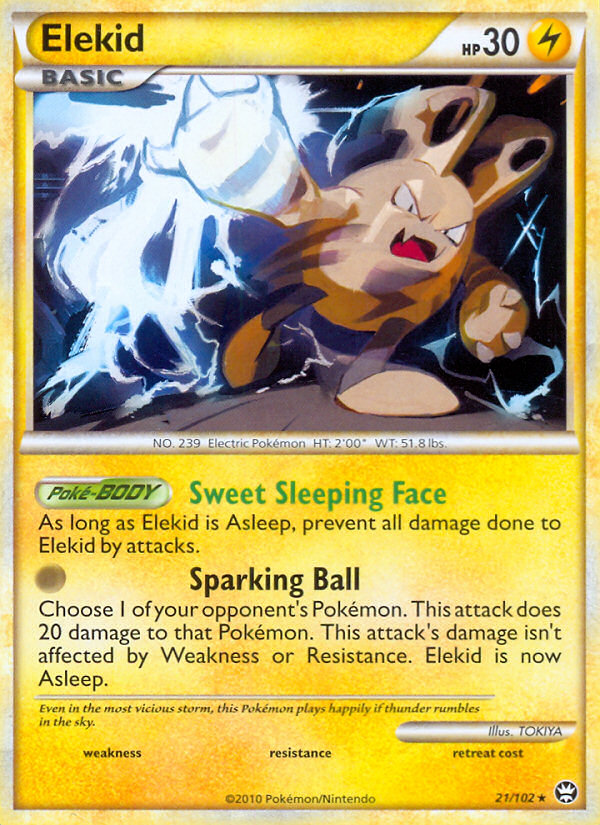 Elekid
HP 30
BASIC
NO. 239 Electric Pokémon HT: 2'00" WT: 51.8 lbs.
Poké-BODY Sweet Sleeping Face
As long as Elekid is Asleep, prevent all damage done to
Elekid by attacks.
Sparking Ball
Choose 1 of your opponent's Pokémon. This attack does
20 damage to that Pokémon. This attack's damage isn't
affected by Weakness or Resistance. Elekid is now
Asleep.
Even in the most vicious storm, this Pokémon plays happily if thunder rumbles
in the sky.
Illus. TOKIYA
weakness resistance retreat cost
©2010 Pokémon/Nintendo 21/102 ★